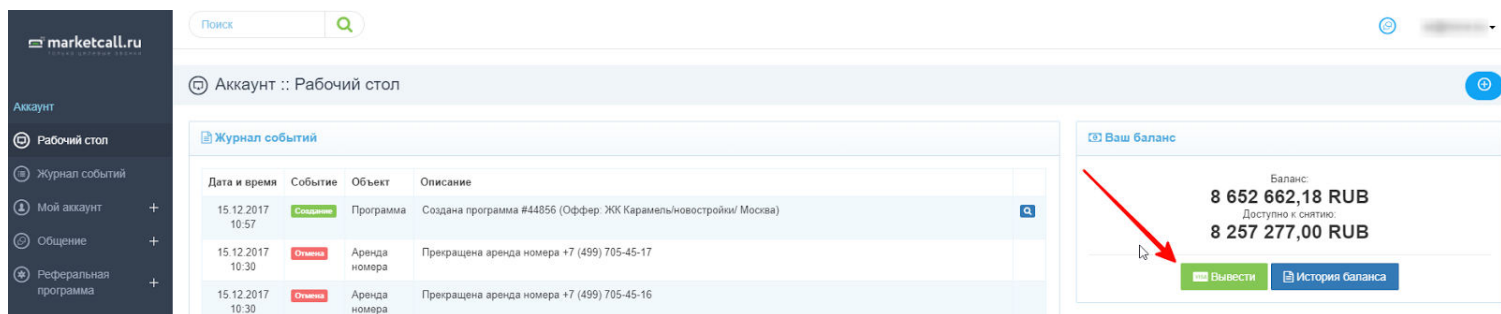 marketcall.ru
Поиск
Аккаунт :: Рабочий стол
Аккаунт
Рабочий стол
Журнал событий
Мой аккаунт
Общение
Реферальная
программа
Журнал событий
Дата и время Событие Объект Описание
15.12.2017 Создание Программа Создана программа #44856 (Оффер: ЖК Карамель/новостройки/ Москва)
10:57
15.12.2017 Отмена Аренда Прекращена аренда номера +7 (499) 705-45-17
10:30 номера
15.12.2017 Отмена Аренда Прекращена аренда номера +7 (499) 705-45-16
10:30 номера
Ваш баланс
Баланс:
8 652 662,18 RUB
Доступно к снятию:
8 257 277,00 RUB
Вывести История баланса